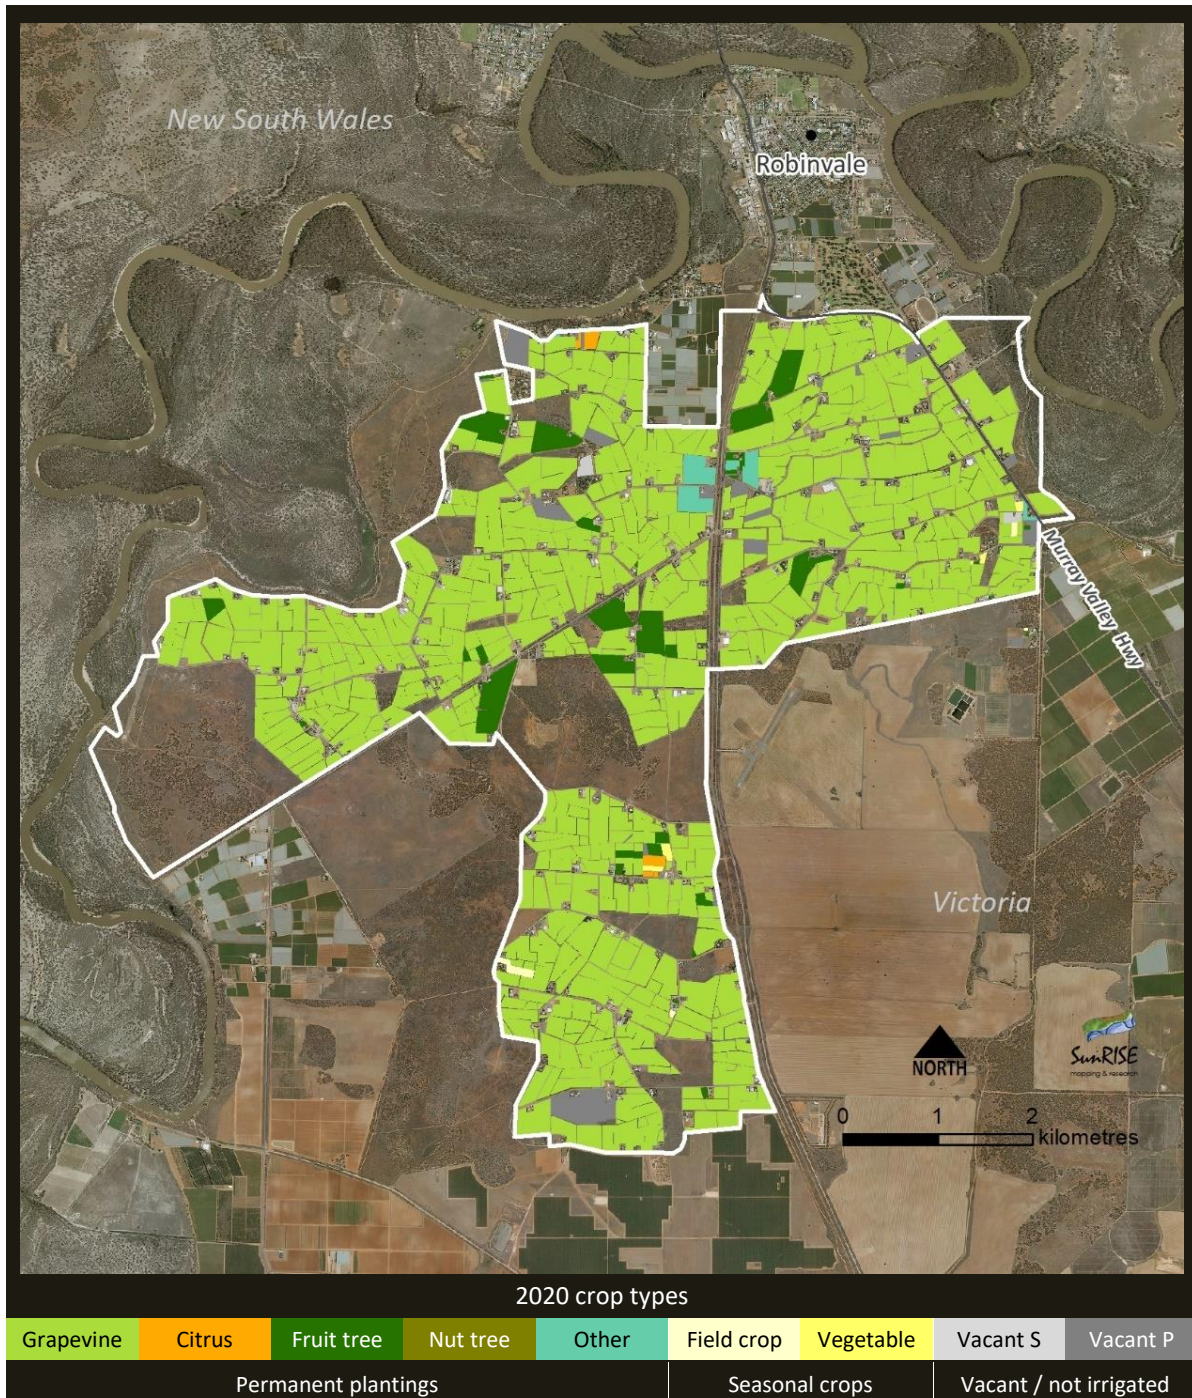 New South Wales
Robinvale
Murray Valley Hwy
Victoria
NORTH
SunRISE
mapping & research
0 1 2
kilometres
2020 crop types
Grapevine Citrus Fruit tree Nut tree Other Field crop Vegetable Vacant S Vacant P
Permanent plantings Seasonal crops Vacant / not irrigated